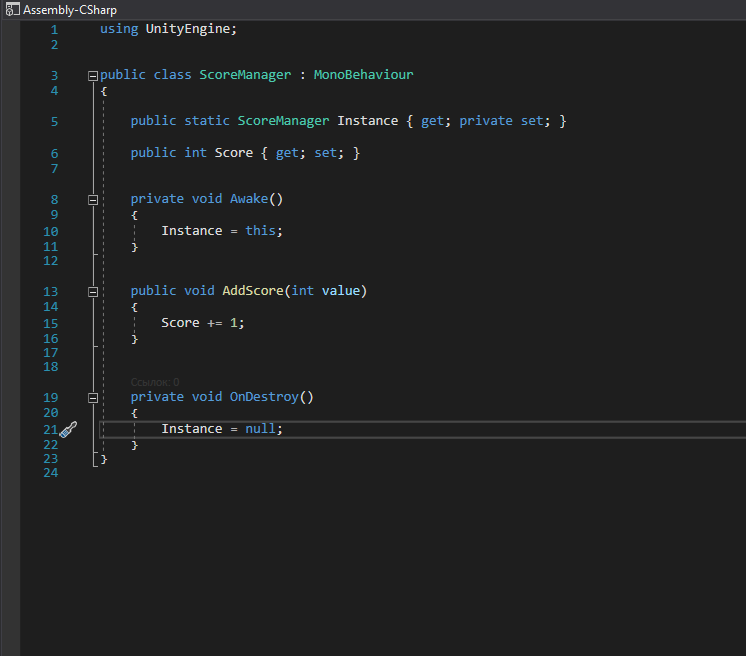 Assembly-CSharp
1 using UnityEngine;
2
3 public class ScoreManager : MonoBehaviour
4 {
5 public static ScoreManager Instance { get; private set; }
6 public int Score { get; set; }
7
8 private void Awake()
9 {
10 Instance = this;
11 }
12
13 public void AddScore(int value)
14 {
15 Score += 1;
16 }
17
18
Ссылок: 0
19 private void OnDestroy()
20 {
21 Instance = null;
22 }
23 }
24